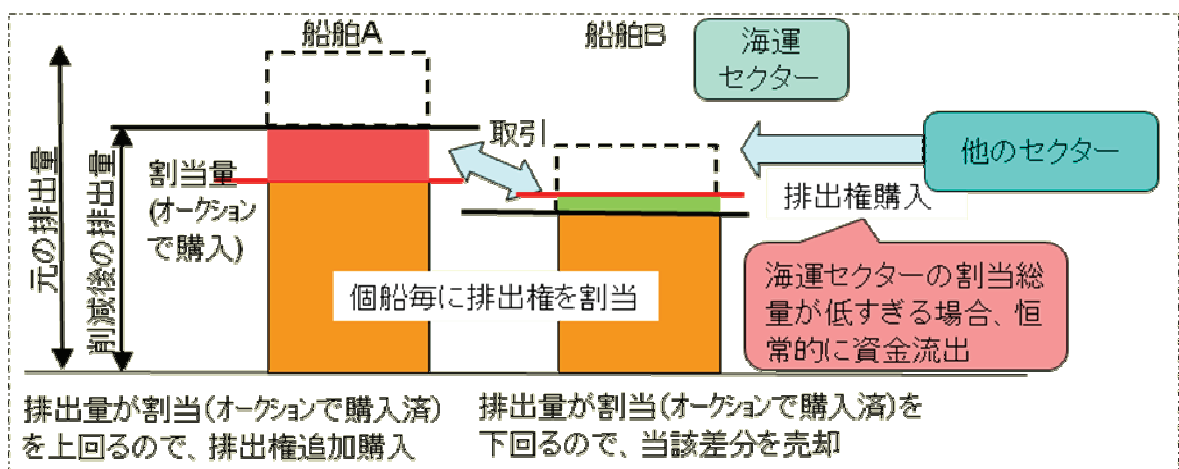 船舶A
船舶B
海運
セクター
元の排出量
削減後の排出量
割当量
(オークション
で購入)
取引
他のセクター
排出権購入
個船毎に排出権を割当
海運セクターの割当総
量が低すぎる場合、恒
常的に資金流出
排出量が割当(オークションで購入済)
を上回るので、排出権追加購入
排出量が割当(オークションで購入済)を
下回るので、当該差分を売却